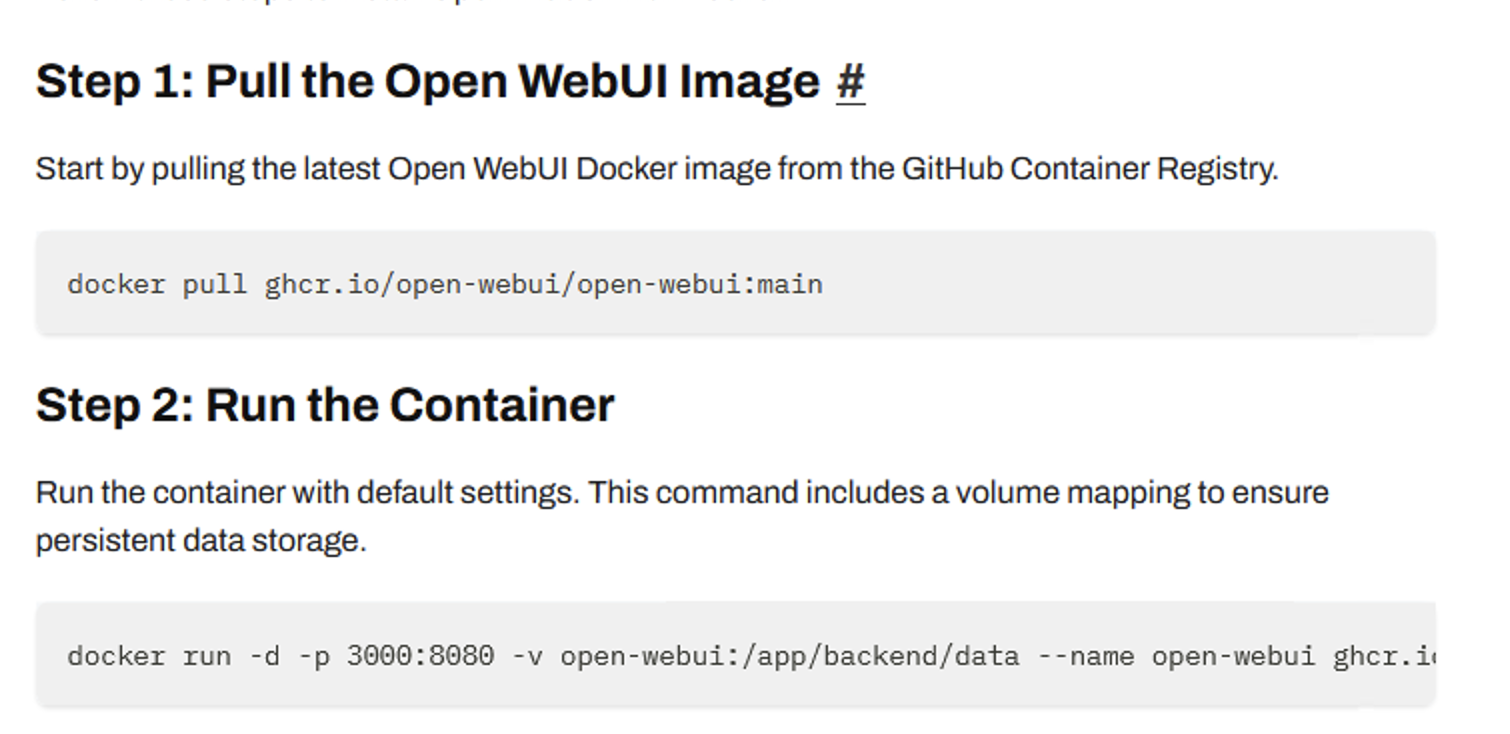 Step 1: Pull the Open WebUI Image #
Start by pulling the latest Open WebUI Docker image from the GitHub Container Registry.
docker pull ghcr.io/open-webui/open-webui:main
Step 2: Run the Container
Run the container with default settings. This command includes a volume mapping to ensure
persistent data storage.
docker run -d -p 3000:8080 -v open-webui:/app/backend/data --name open-webui